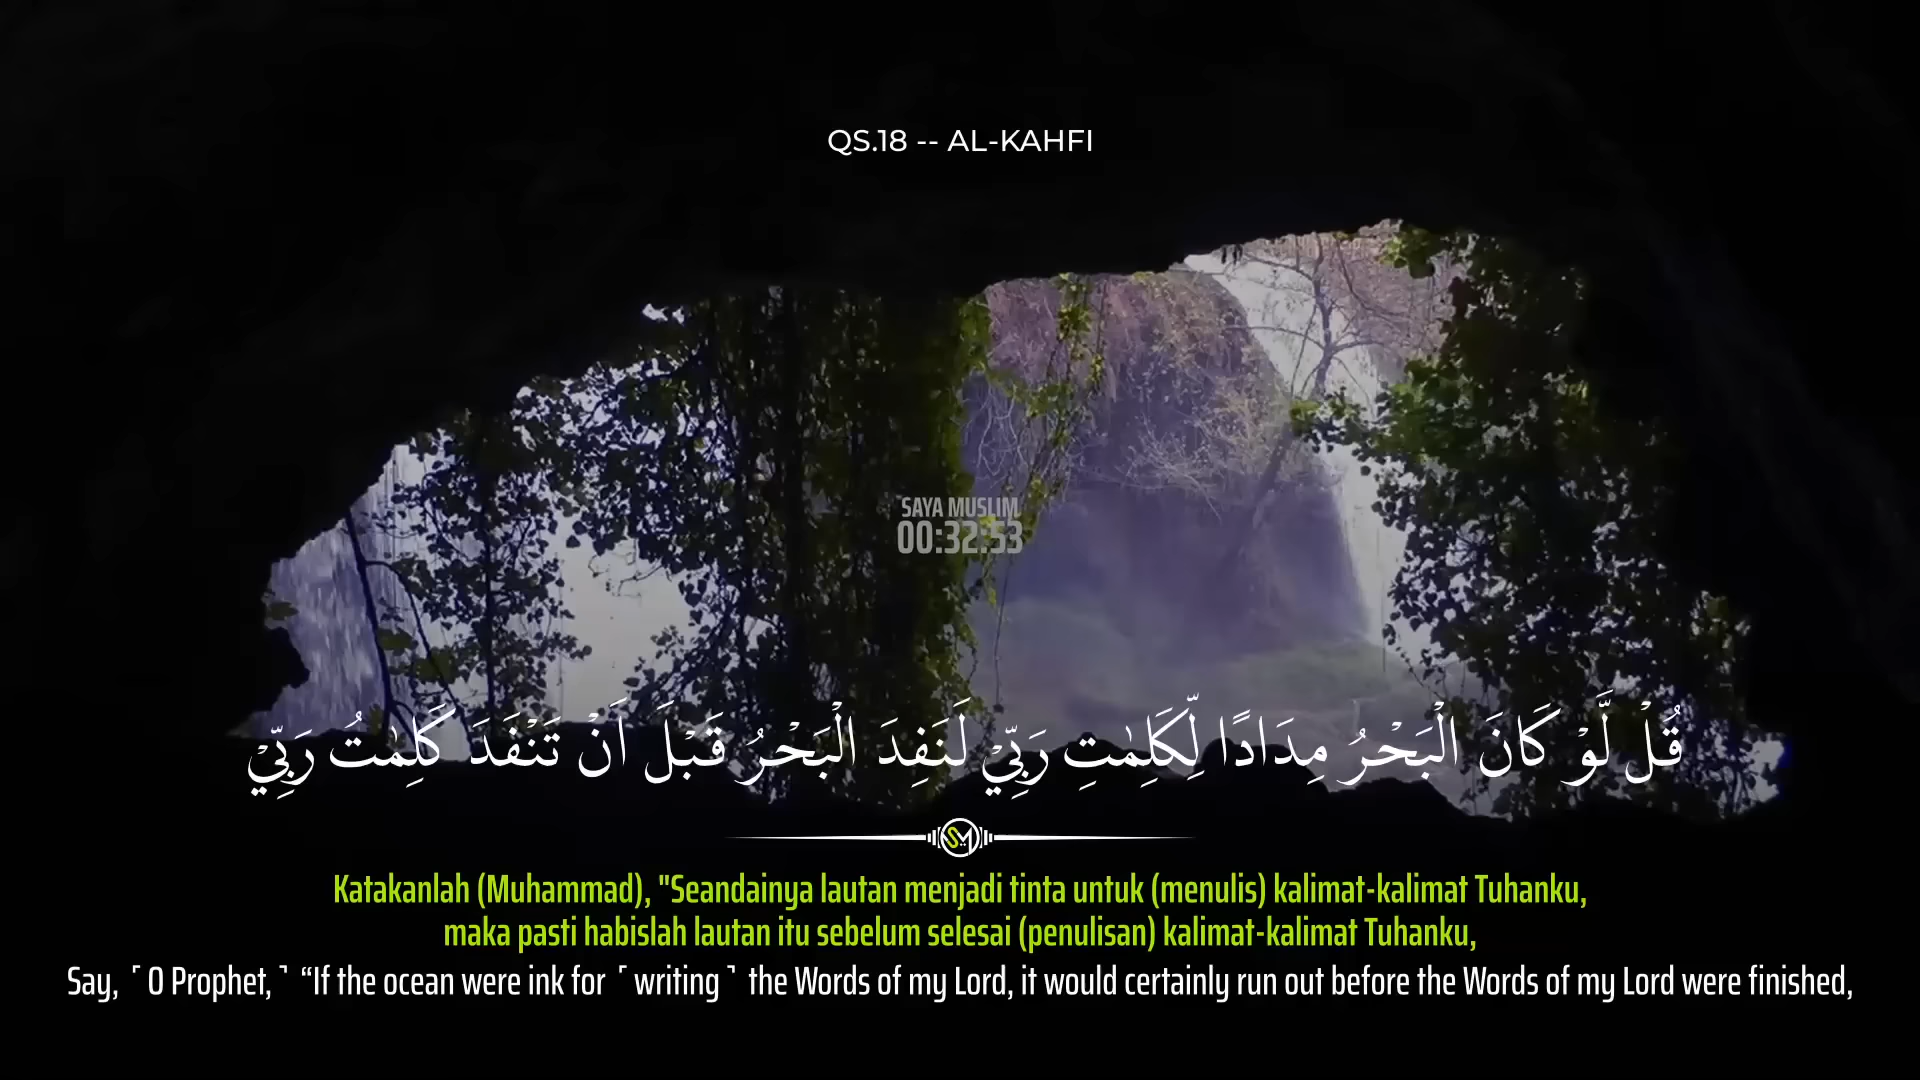 QS.18 -- AL-KAHFI
SAYA MUSLIM
00:32:53
قُلْ لَّوْ كَانَ الْبَحْرُ مِدَادًا لِّكَلِمٰتِ رَبِّيْ لَنَفِدَ الْبَحْرُ قَبْلَ اَنْ تَنْفَدَ كَلِمٰتُ رَبِّيْ
SM
Katakanlah (Muhammad), "Seandainya lautan menjadi tinta untuk (menulis) kalimat-kalimat Tuhanku,
maka pasti habislah lautan itu sebelum selesai (penulisan) kalimat-kalimat Tuhanku,
Say, ˹O Prophet,˺ “If the ocean were ink for ˹writing˺ the Words of my Lord, it would certainly run out before the Words of my Lord were finished,